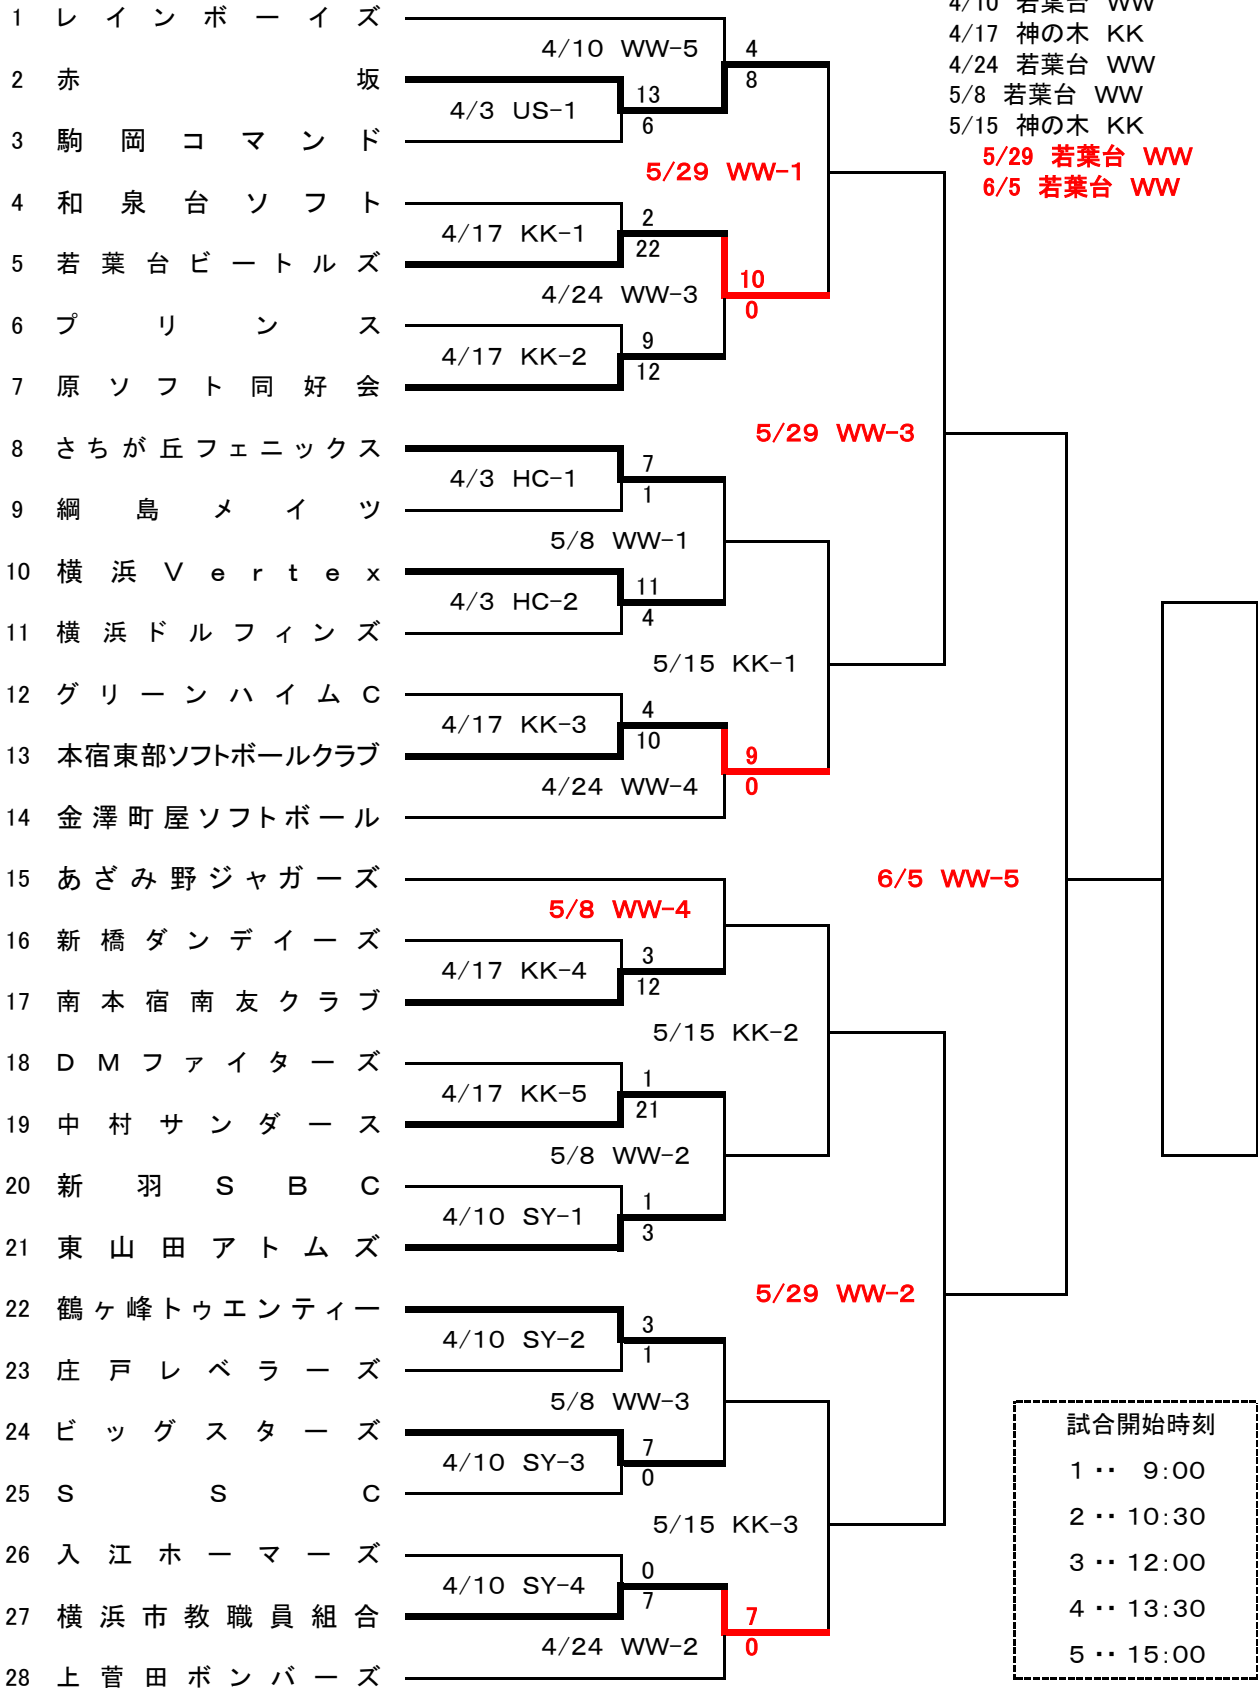 4/10 若葉台 WW
1 レインボーイズ
4/10 WW-5
4
8
4/17 神の木 KK
4/24 若葉台 WW
2 赤坂
4/3 US-1
13
6
5/8 若葉台 WW
5/15 神の木 KK
3 駒岡コマンド
5/29 若葉台 WW
6/5 若葉台 WW
5/29 WW-1
4 和泉台ソフト
4/17 KK-1
2
22
5 若葉台ビートルズ
4/24 WW-3
10
0
6 プリンス
4/17 KK-2
9
12
7 原ソフト同好会
5/29 WW-3
8 さちが丘フェニックス
4/3 HC-1
7
1
9 綱島メイツ
5/8 WW-1
10 横浜Vertex
4/3 HC-2
11
4
11 横浜ドルフィンズ
5/15 KK-1
12 グリーンハイムC
4/17 KK-3
4
10
13 本宿東部ソフトボールクラブ
4/24 WW-4
9
0
14 金澤町屋ソフトボール
15 あざみ野ジャガーズ
6/5 WW-5
5/8 WW-4
16 新橋ダンデイーズ
4/17 KK-4
3
12
17 南本宿南友クラブ
5/15 KK-2
18 DMファイターズ
4/17 KK-5
1
21
19 中村サンダース
5/8 WW-2
20 新羽SBC
4/10 SY-1
1
3
21 東山田アトムズ
5/29 WW-2
22 鶴ヶ峰トゥエンティー
4/10 SY-2
3
1
23 庄戸レベラーズ
5/8 WW-3
24 ビッグスターズ
4/10 SY-3
7
0
25 SSC
5/15 KK-3
26 入江ホーマーズ
4/10 SY-4
0
7
27 横浜市教職員組合
4/24 WW-2
7
0
28 上菅田ボンバーズ
試合開始時刻
1 ‥ 9:00
2 ‥ 10:30
3 ‥ 12:00
4 ‥ 13:30
5 ‥ 15:00